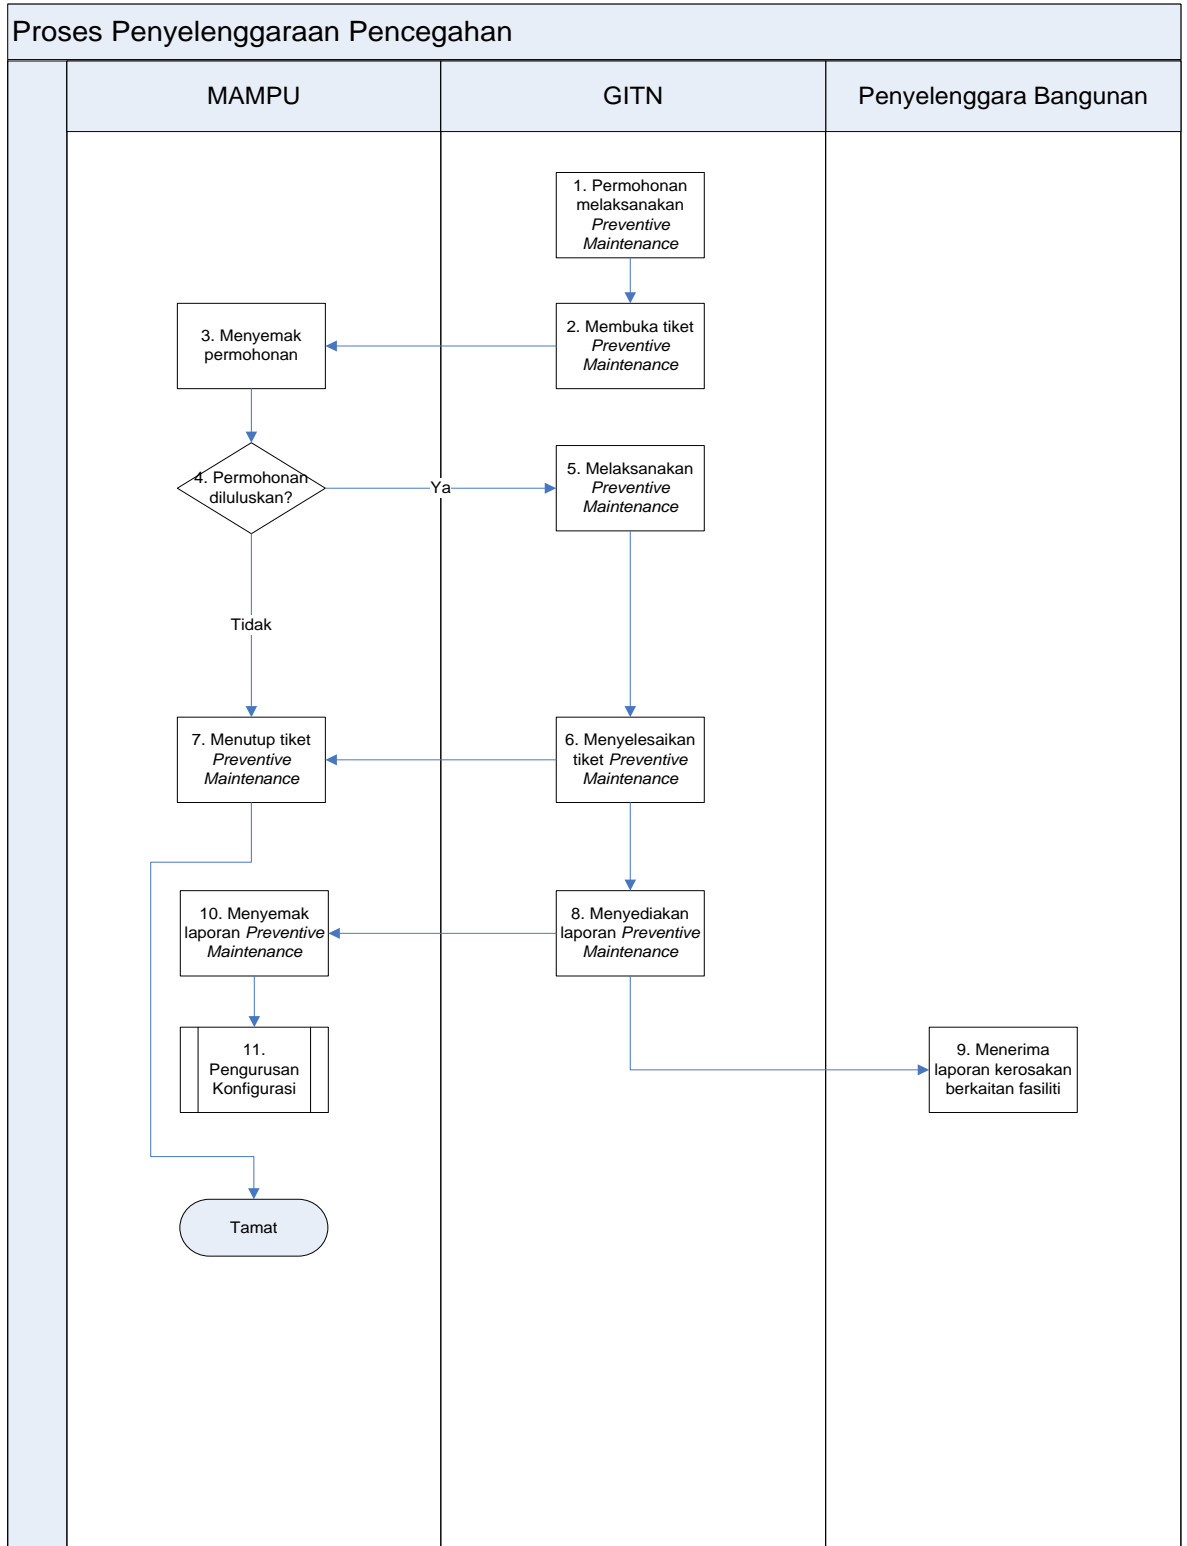 Proses Penyelenggaraan Pencegahan
MAMPU
GITN
Penyelenggara Bangunan
1. Permohonan
melaksanakan
Preventive
Maintenance
2. Membuka tiket
Preventive
Maintenance
3. Menyemak
permohonan
4. Permohonan
diluluskan?
Ya
5. Melaksanakan
Preventive
Maintenance
Tidak
7. Menutup tiket
Preventive
Maintenance
6. Menyelesaikan
tiket Preventive
Maintenance
10. Menyemak
laporan Preventive
Maintenance
8. Menyediakan
laporan Preventive
Maintenance
11.
Pengurusan
Konfigurasi
9. Menerima
laporan kerosakan
berkaitan fasiliti
Tamat